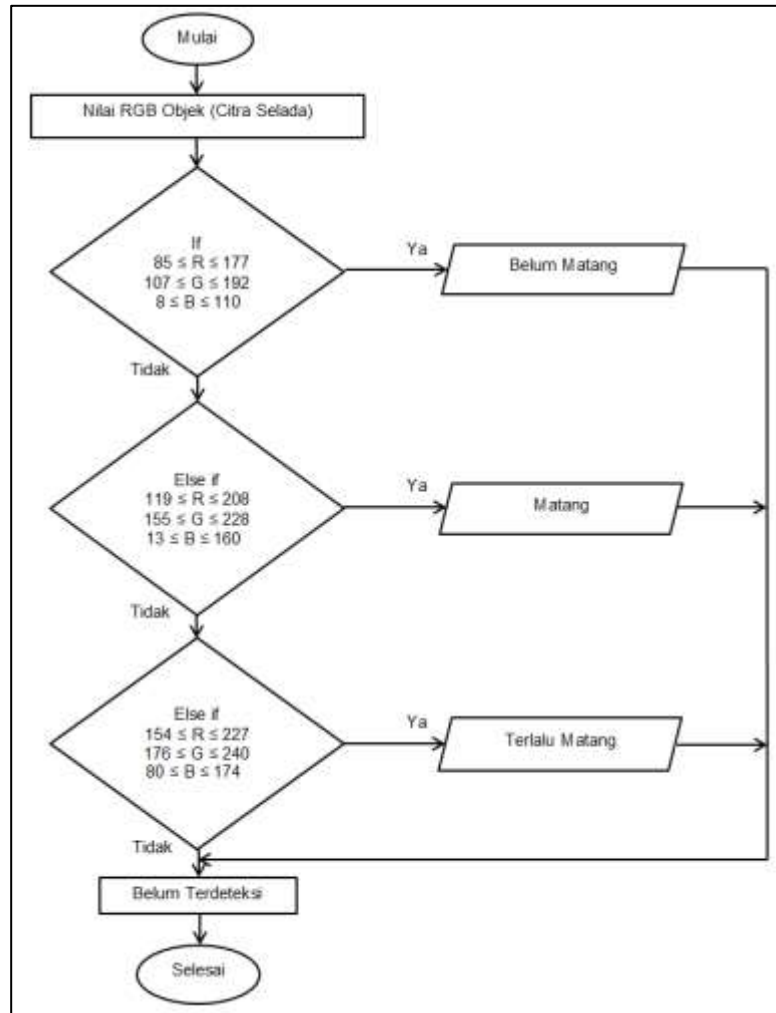 Mulai
Nilai RGB Objek (Citra Selada)
If
85 ≤ R ≤ 177
107 ≤ G ≤ 192
8 ≤ B ≤ 110
Ya
Belum Matang
Tidak
Else if
119 ≤ R ≤ 208
155 ≤ G ≤ 228
13 ≤ B ≤ 160
Ya
Matang
Tidak
Else if
154 ≤ R ≤ 227
176 ≤ G ≤ 240
80 ≤ B ≤ 174
Ya
Terlalu Matang
Tidak
Belum Terdeteksi
Selesai